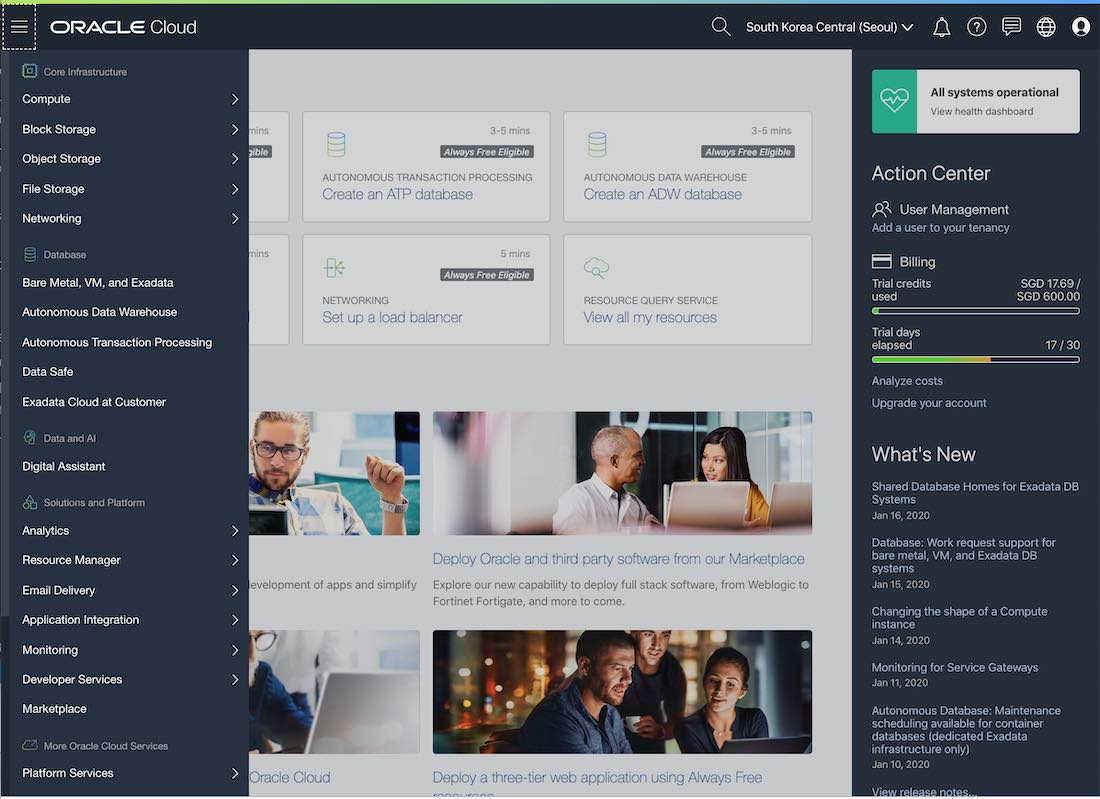 ORACLE Cloud
South Korea Central (Seoul)
Core Infrastructure
Compute
Block Storage
Object Storage
File Storage
Networking
Database
Bare Metal, VM, and Exadata
Autonomous Data Warehouse
Autonomous Transaction Processing
Data Safe
Exadata Cloud at Customer
Data and AI
Digital Assistant
Solutions and Platform
Analytics
Resource Manager
Email Delivery
Application Integration
Monitoring
Developer Services
Marketplace
More Oracle Cloud Services
Platform Services
mins
3-5 mins
Always Free Eligible
AUTONOMOUS TRANSACTION PROCESSING
Create an ATP database
3-5 mins
Always Free Eligible
AUTONOMOUS DATA WAREHOUSE
Create an ADW database
mins
5 mins
Always Free Eligible
NETWORKING
Set up a load balancer
RESOURCE QUERY SERVICE
View all my resources
evelopment of apps and simplify
Deploy Oracle and third party software from our Marketplace
Explore our new capability to deploy full stack software, from Weblogic to
Fortinet Fortigate, and more to come.
Oracle Cloud
Deploy a three-tier web application using Always Free
resources
All systems operational
View health dashboard
Action Center
User Management
Add a user to your tenancy
Billing
Trial credits used SGD 17.69 / SGD 600.00
Trial days elapsed 17 / 30
Analyze costs
Upgrade your account
What's New
Shared Database Homes for Exadata DB
Systems
Jan 16, 2020
Database: Work request support for
bare metal, VM, and Exadata DB
systems
Jan 15, 2020
Changing the shape of a Compute
instance
Jan 14, 2020
Monitoring for Service Gateways
Jan 11, 2020
Autonomous Database: Maintenance
scheduling available for container
databases (dedicated Exadata
infrastructure only)
Jan 10, 2020
View release notes...